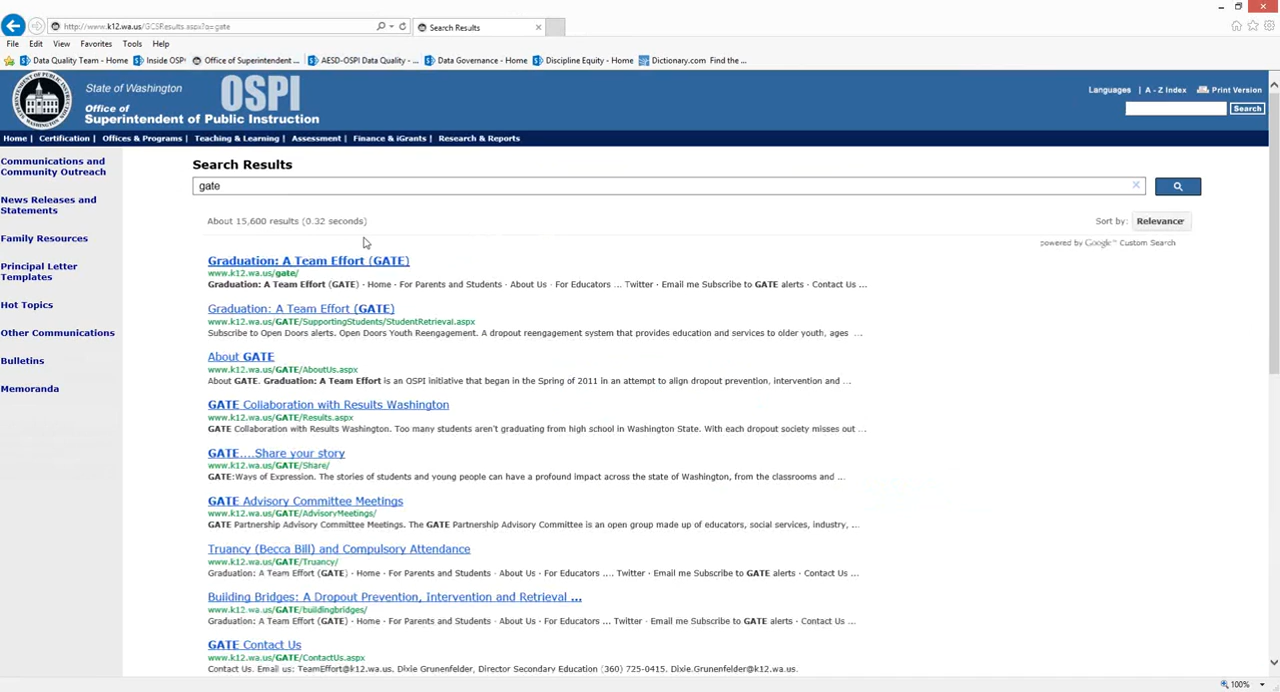 http://www.k12.wa.us/GCSResults.aspx?q=gate
Search Results
File Edit View Favorites Tools Help
Data Quality Team - Home Inside OSPI Office of Superintendent ... AESD-OSPI Data Quality - ... Data Governance - Home Discipline Equity - Home Dictionary.com Find the ...
State of Washington
OSPI
Office of
Superintendent of Public Instruction
Languages | A - Z Index Print Version
Search
Home | Certification | Offices & Programs | Teaching & Learning | Assessment | Finance & iGrants | Research & Reports
Communications and
Community Outreach
News Releases and
Statements
Family Resources
Principal Letter
Templates
Hot Topics
Other Communications
Bulletins
Memoranda
Search Results
gate
About 15,600 results (0.32 seconds)
Sort by: Relevance
powered by Google™ Custom Search
Graduation: A Team Effort (GATE)
www.k12.wa.us/gate/
Graduation: A Team Effort (GATE) · Home · For Parents and Students · About Us · For Educators ... Twitter · Email me Subscribe to GATE alerts · Contact Us ...
Graduation: A Team Effort (GATE)
www.k12.wa.us/GATE/SupportingStudents/StudentRetrieval.aspx
Subscribe to Open Doors alerts. Open Doors Youth Reengagement. A dropout reengagement system that provides education and services to older youth, ages ...
About GATE
www.k12.wa.us/GATE/AboutUs.aspx
About GATE. Graduation: A Team Effort is an OSPI initiative that began in the Spring of 2011 in an attempt to align dropout prevention, intervention and ...
GATE Collaboration with Results Washington
www.k12.wa.us/GATE/Results.aspx
GATE Collaboration with Results Washington. Too many students aren't graduating from high school in Washington State. With each dropout society misses out ...
GATE....Share your story
www.k12.wa.us/GATE/Share/
GATE:Ways of Expression. The stories of students and young people can have a profound impact across the state of Washington, from the classrooms and ...
GATE Advisory Committee Meetings
www.k12.wa.us/GATE/AdvisoryMeetings/
GATE Partnership Advisory Committee Meetings. The GATE Partnership Advisory Committee is an open group made up of educators, social services, industry, ...
Truancy (Becca Bill) and Compulsory Attendance
www.k12.wa.us/GATE/Truancy/
Graduation: A Team Effort (GATE) · Home · For Parents and Students · About Us · For Educators .... Twitter · Email me Subscribe to GATE alerts · Contact Us ...
Building Bridges: A Dropout Prevention, Intervention and Retrieval ...
www.k12.wa.us/GATE/buildingbridges/
Graduation: A Team Effort (GATE) · Home · For Parents and Students · About Us · For Educators ... Twitter · Email me Subscribe to GATE alerts · Contact Us ...
GATE Contact Us
www.k12.wa.us/GATE/ContactUs.aspx
Contact Us. Email us: TeamEffort@k12.wa.us. Dixie Grunenfelder, Director Secondary Education (360) 725-0415. Dixie.Grunenfelder@k12.wa.us.
100%